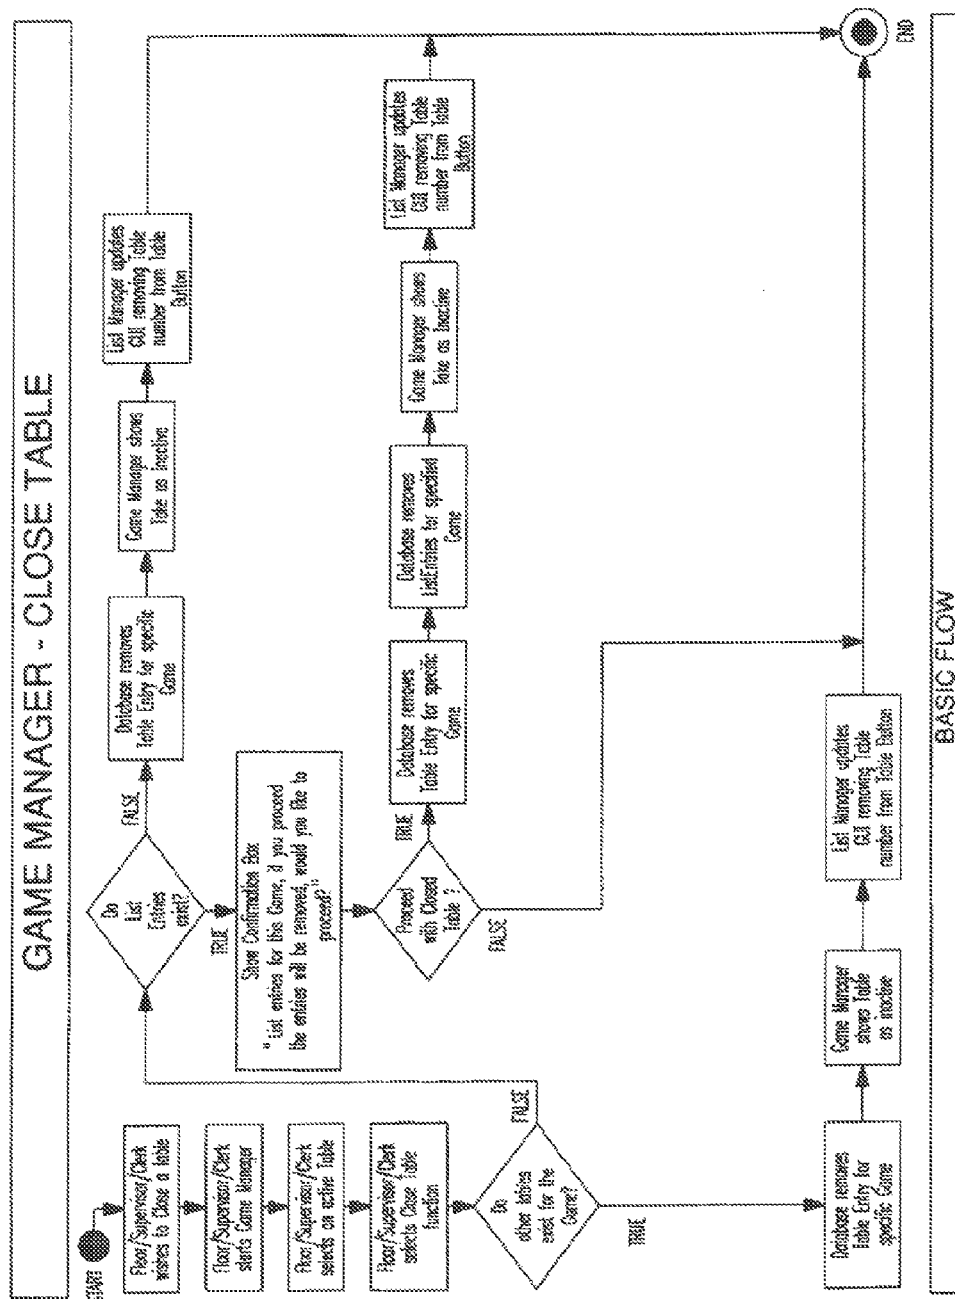 GAME MANAGER - CLOSE TABLE
START
Floor/Supervisor/Clerk
wishes to Close a table
Floor/Supervisor/Clerk
starts Game Manager
Floor/Supervisor/Clerk
selects an active Table
Floor/Supervisor/Clerk
selects Close Table
function
Do
other tables
exist for the
Game?
FALSE
TRUE
Do
List
Entries
exist?
FALSE
TRUE
Database removes
Table Entry for specific
Game
Game Manager shows
Take as Inactive
List Manager updates
GUI removing Table
number from Table
Button
Show Confirmation Box
"List entries for this Game, if you proceed
the entries will be removed, would you like to
proceed?"
Proceed
with Closed
Table ?
TRUE
FALSE
Database removes
Table Entry for specific
Game
Database removes
ListEntries for specified
Game
Game Manager shows
Take as Inactive
List Manager updates
GUI removing Table
number from Table
Button
Database removes
Table Entry for
specific Game
Game Manager
shows Table
as inactive
List Manager updates
GUI removing Table
number from Table Button
END
BASIC FLOW